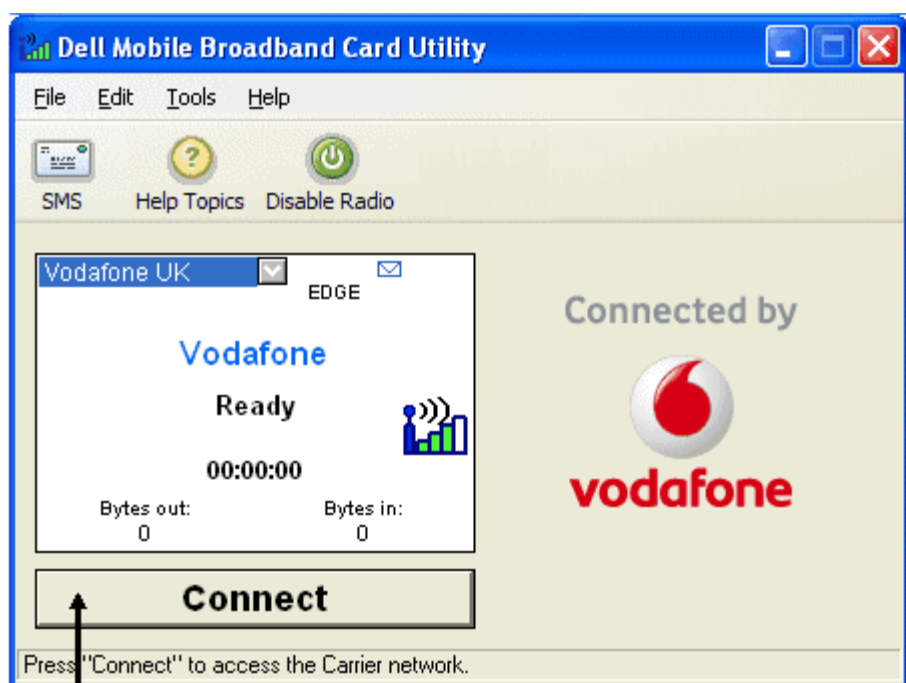 Dell Mobile Broadband Card Utility
File Edit Tools Help
SMS Help Topics Disable Radio
Vodafone UK
EDGE
Vodafone
Ready
00:00:00
Bytes out: Bytes in:
0 0
Connected by
vodafone
Connect
Press "Connect" to access the Carrier network.